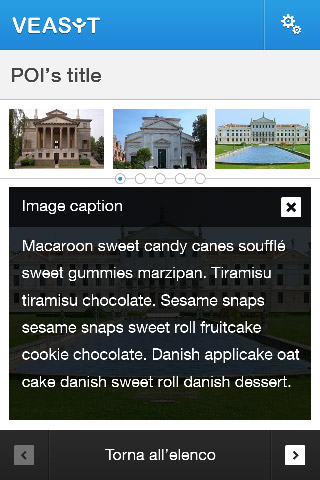 VEASYT
POI's title
Image caption
Macaroon sweet candy canes soufflé
sweet gummies marzipan. Tiramisu
tiramisu chocolate. Sesame snaps
sesame snaps sweet roll fruitcake
cookie chocolate. Danish applicake oat
cake danish sweet roll danish dessert.
Torna all'elenco